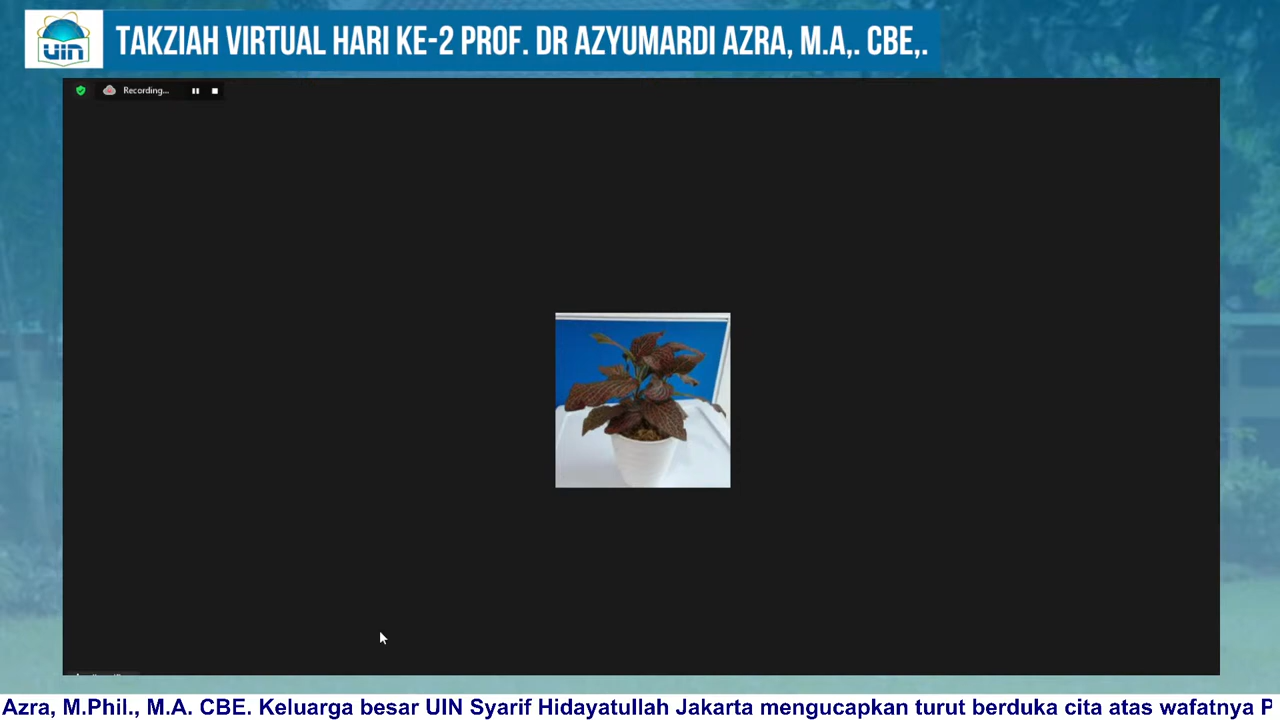 uin
TAKZIAH VIRTUAL HARI KE-2 PROF. DR AZYUMARDI AZRA, M.A,. CBE,.
Recording...
Azra, M.Phil., M.A. CBE. Keluarga besar UIN Syarif Hidayatullah Jakarta mengucapkan turut berduka cita atas wafatnya P